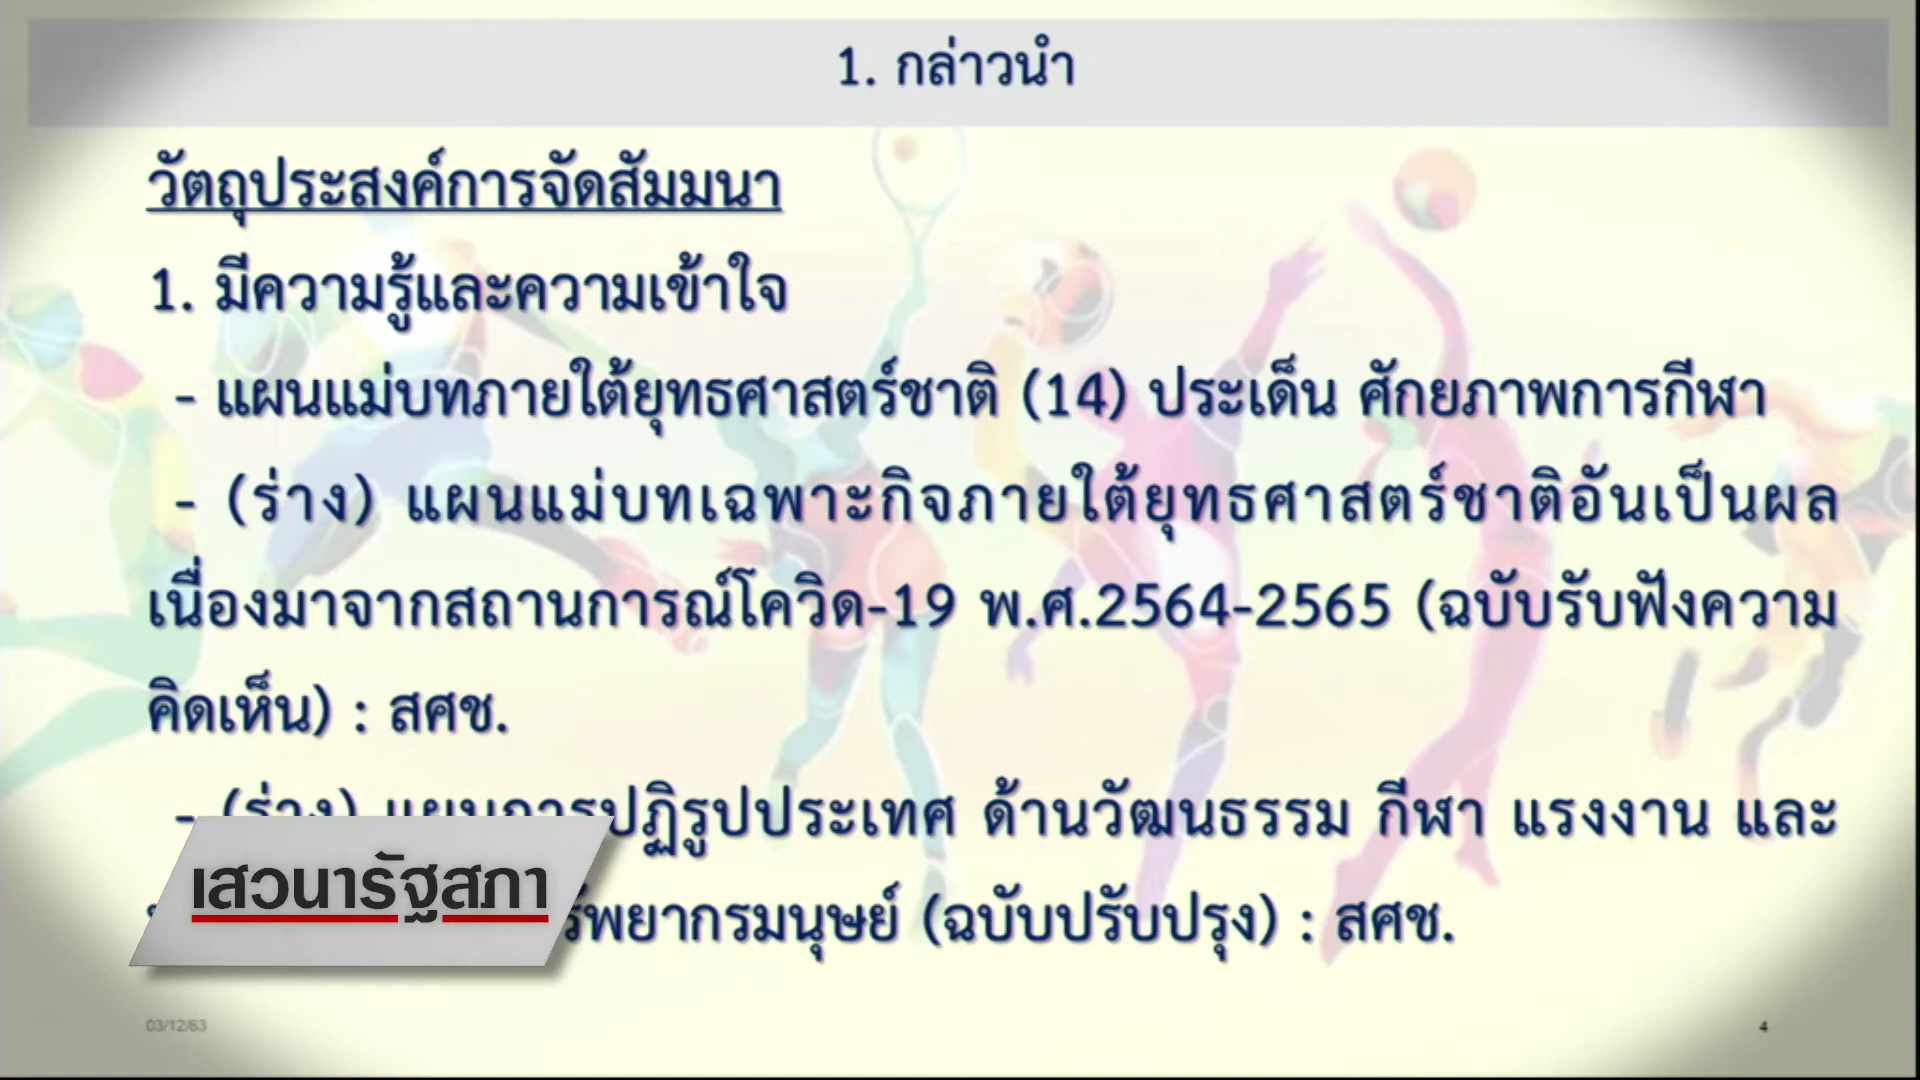 1. กล่าวนำ
วัตถุประสงค์การจัดสัมมนา
1. มีความรู้และความเข้าใจ
- แผนแม่บทภายใต้ยุทธศาสตร์ชาติ (14) ประเด็น ศักยภาพการกีฬา
- (ร่าง) แผนแม่บทเฉพาะกิจภายใต้ยุทธศาสตร์ชาติอันเป็นผล
เนื่องมาจากสถานการณ์โควิด-19 พ.ศ.2564-2565 (ฉบับรับฟังความ
คิดเห็น) : สศช.
- (ร่าง) แผนการปฏิรูปประเทศ ด้านวัฒนธรรม กีฬา แรงงาน และ
รัพยากรมนุษย์ (ฉบับปรับปรุง) : สศช.
เสวนารัฐสภา
03/12/63
4